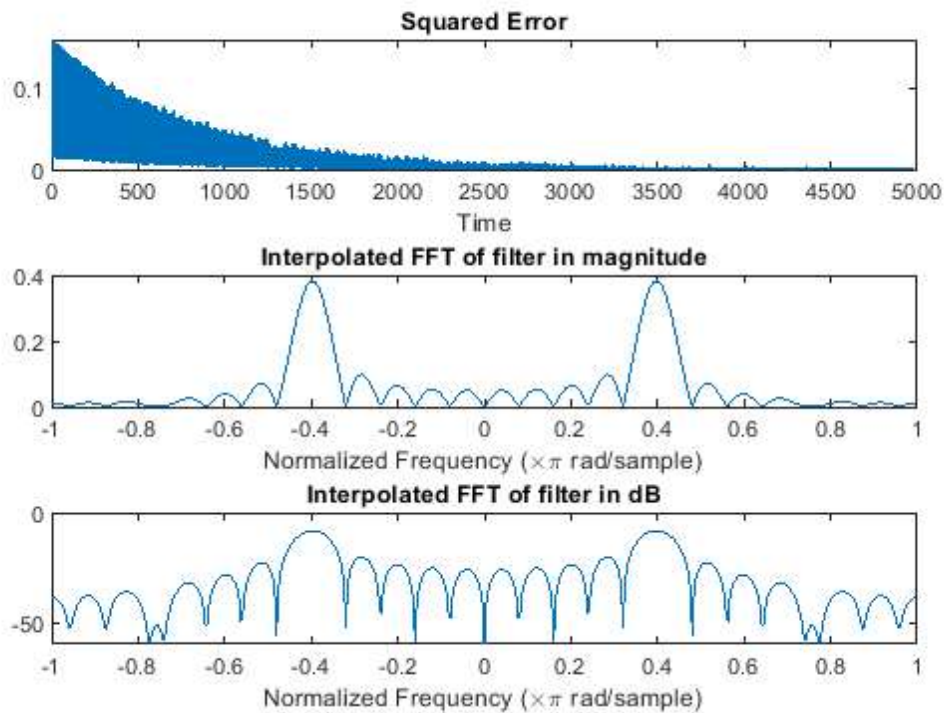 Squared Error
0.1
0
0 500 1000 1500 2000 2500 3000 3500 4000 4500 5000
Time
Interpolated FFT of filter in magnitude
0.4
0.2
0
-1 -0.8 -0.6 -0.4 -0.2 0 0.2 0.4 0.6 0.8 1
Normalized Frequency (×π rad/sample)
Interpolated FFT of filter in dB
0
-50
-1 -0.8 -0.6 -0.4 -0.2 0 0.2 0.4 0.6 0.8 1
Normalized Frequency (×π rad/sample)